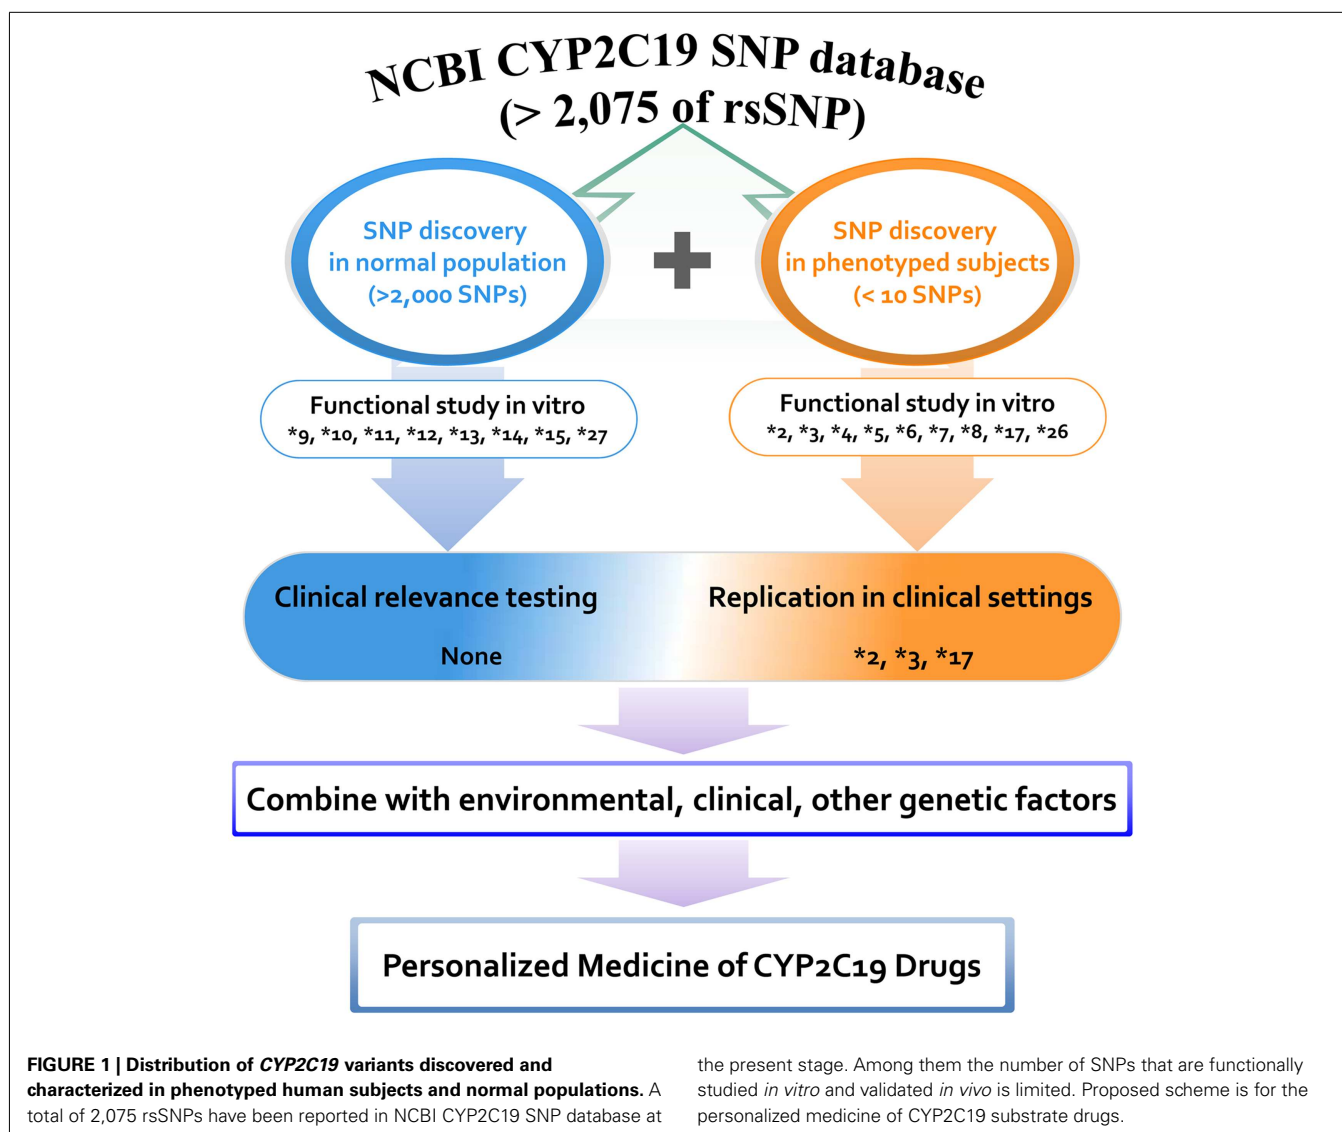 NCBI CYP2C19 SNP database
(> 2,075 of rsSNP)
SNP discovery
in normal population
(>2,000 SNPs)
SNP discovery
in phenotyped subjects
(< 10 SNPs)
Functional study in vitro
*9, *10, *11, *12, *13, *14, *15, *27
Functional study in vitro
*2, *3, *4, *5, *6, *7, *8, *17, *26
Clinical relevance testing
None
Replication in clinical settings
*2, *3, *17
Combine with environmental, clinical, other genetic factors
Personalized Medicine of CYP2C19 Drugs
FIGURE 1 | Distribution of CYP2C19 variants discovered and
characterized in phenotyped human subjects and normal populations. A
total of 2,075 rsSNPs have been reported in NCBI CYP2C19 SNP database at
the present stage. Among them the number of SNPs that are functionally
studied in vitro and validated in vivo is limited. Proposed scheme is for the
personalized medicine of CYP2C19 substrate drugs.